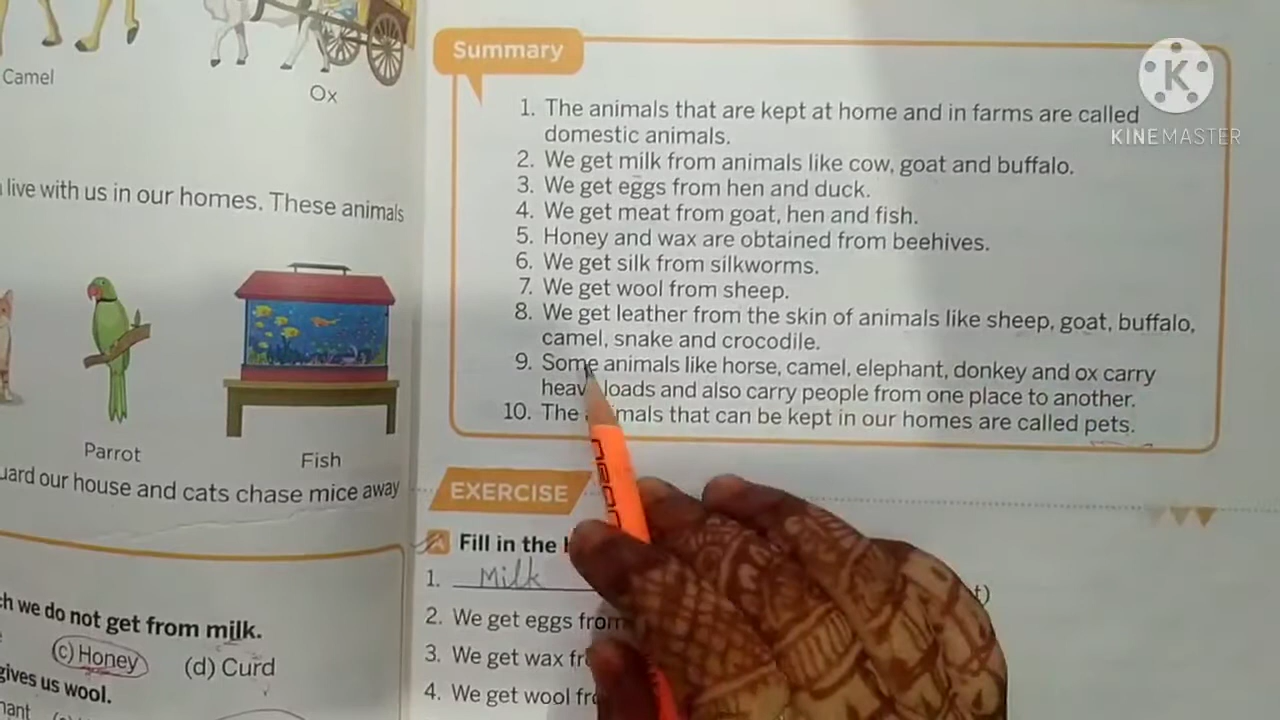 Camel
Ox
live with us in our homes. These animals
Parrot
Fish
our house and cats chase mice away
we do not get from milk.
(c) Honey (d) Curd
gives us wool.
Summary
1. The animals that are kept at home and in farms are called
domestic animals.
2. We get milk from animals like cow, goat and buffalo.
3. We get eggs from hen and duck.
4. We get meat from goat, hen and fish.
5. Honey and wax are obtained from beehives.
6. We get silk from silkworms.
7. We get wool from sheep.
8. We get leather from the skin of animals like sheep, goat, buffalo,
camel, snake and crocodile.
9. Some animals like horse, camel, elephant, donkey and ox carry
loads and also carry people from one place to another.
10. The that can be kept in our homes are called pets.
EXERCISE
A Fill in the
1. Milk
2. We get eggs from
3. We get wax
4. We get wool
K
KINEMASTER